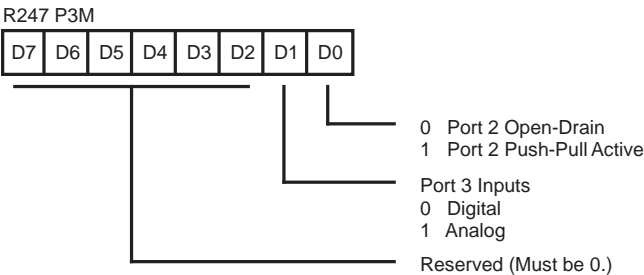 R247 P3M
D7 D6 D5 D4 D3 D2 D1 D0
0 Port 2 Open-Drain
1 Port 2 Push-Pull Active
Port 3 Inputs
0 Digital
1 Analog
Reserved (Must be 0.)